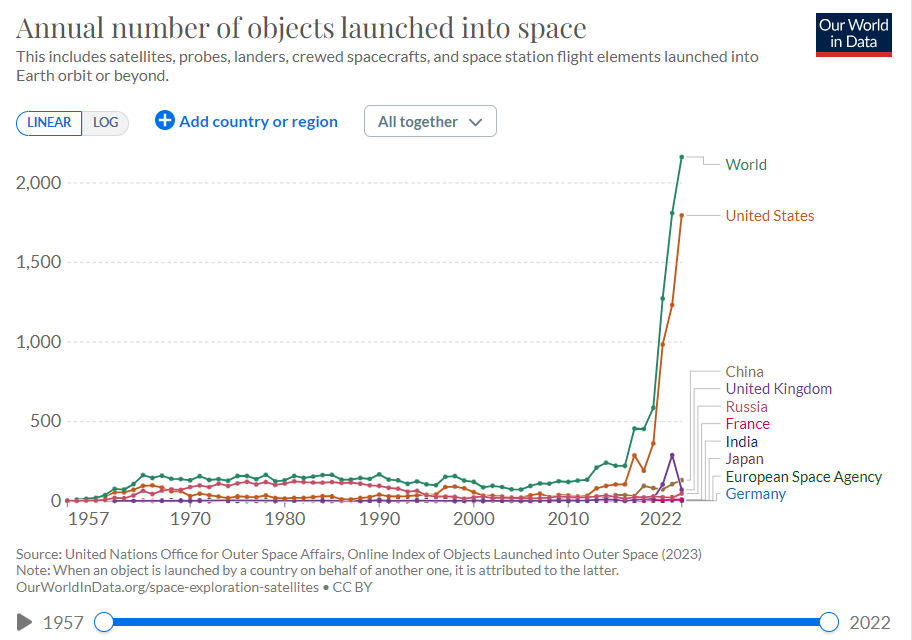 Annual number of objects launched into space
This includes satellites, probes, landers, crewed spacecrafts, and space station flight elements launched into
Earth orbit or beyond.
Our World
in Data
LINEAR
LOG
Add country or region
All together
2,000
1,500
1,000
500
0
1957
1970
1980
1990
2000
2010
2022
World
United States
China
United Kingdom
Russia
France
India
Japan
European Space Agency
Germany
Source: United Nations Office for Outer Space Affairs, Online Index of Objects Launched into Outer Space (2023)
Note: When an object is launched by a country on behalf of another one, it is attributed to the latter.
OurWorldInData.org/space-exploration-satellites • CC BY
1957
2022